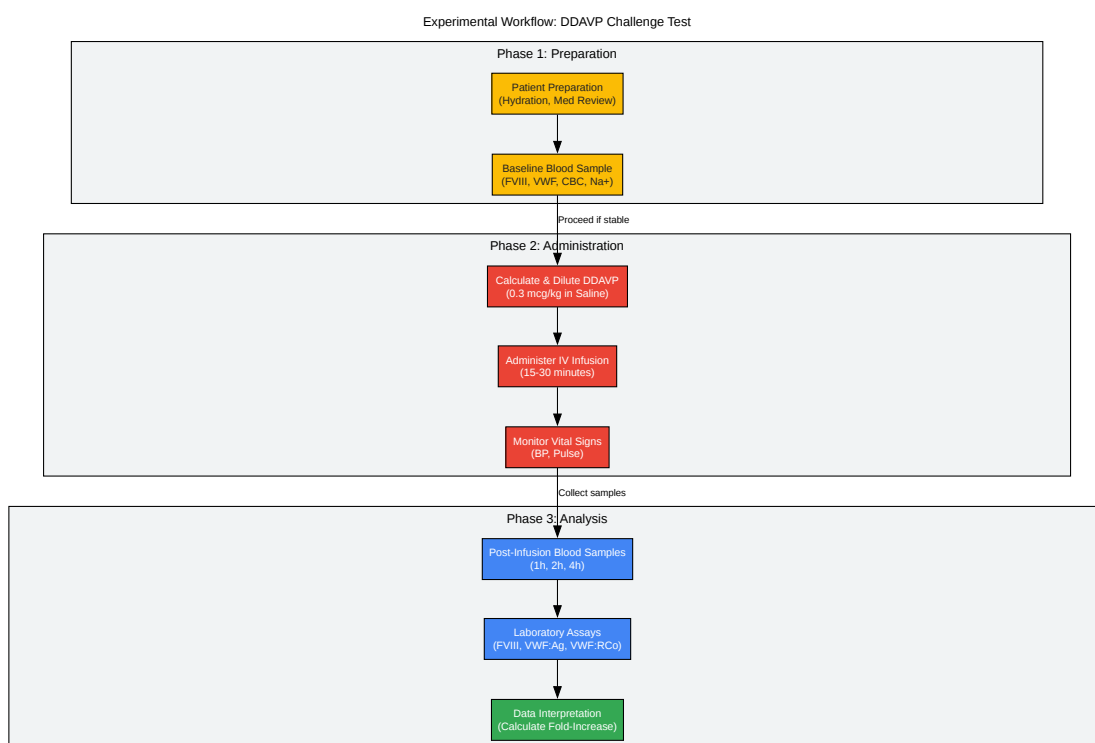 Experimental Workflow: DDAVP Challenge Test
Phase 1: Preparation
Patient Preparation
(Hydration, Med Review)
Baseline Blood Sample
(FVIII, VWF, CBC, Na+)
Proceed if stable
Phase 2: Administration
Calculate & Dilute DDAVP
(0.3 mcg/kg in Saline)
Administer IV Infusion
(15-30 minutes)
Monitor Vital Signs
(BP, Pulse)
Collect samples
Phase 3: Analysis
Post-Infusion Blood Samples
(1h, 2h, 4h)
Laboratory Assays
(FVIII, VWF:Ag, VWF:RCo)
Data Interpretation
(Calculate Fold-Increase)